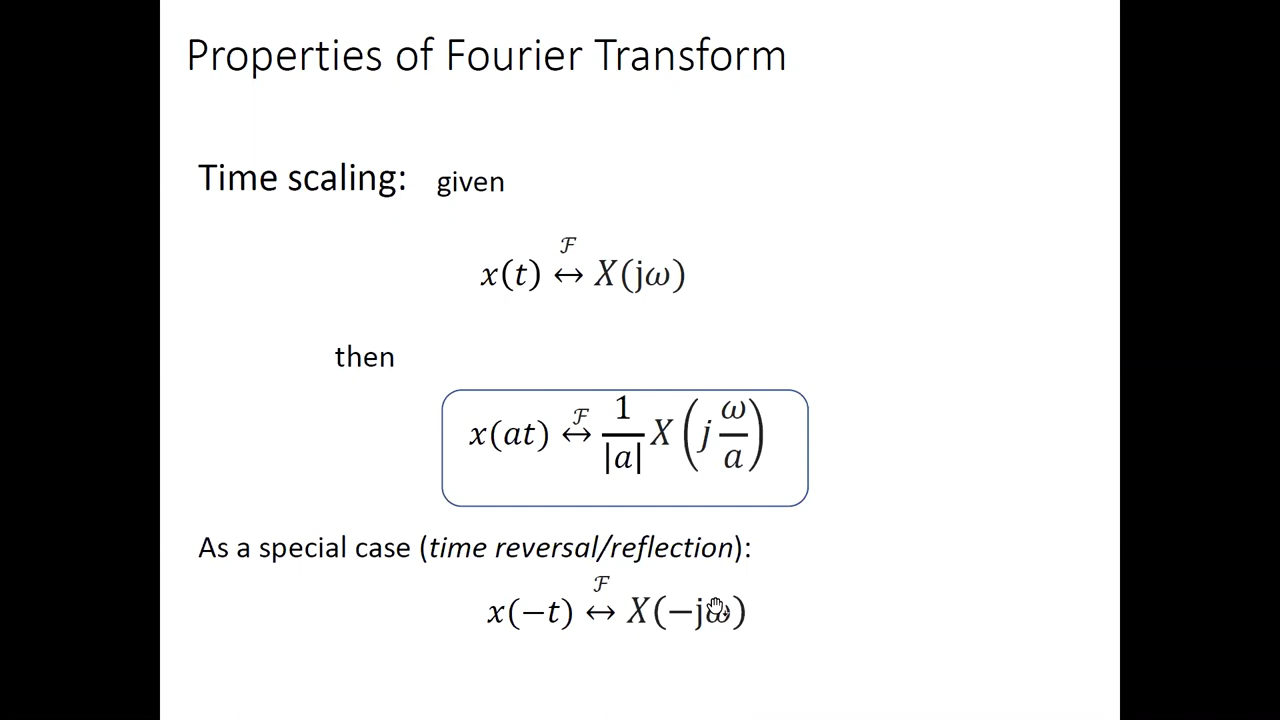 Properties of Fourier Transform
Time scaling: given
x(t) ℱ↔ X(jω)
then
x(at) ℱ↔ 1/|a| X(j ω/a)
As a special case (time reversal/reflection):
x(−t) ℱ↔ X(−jω)